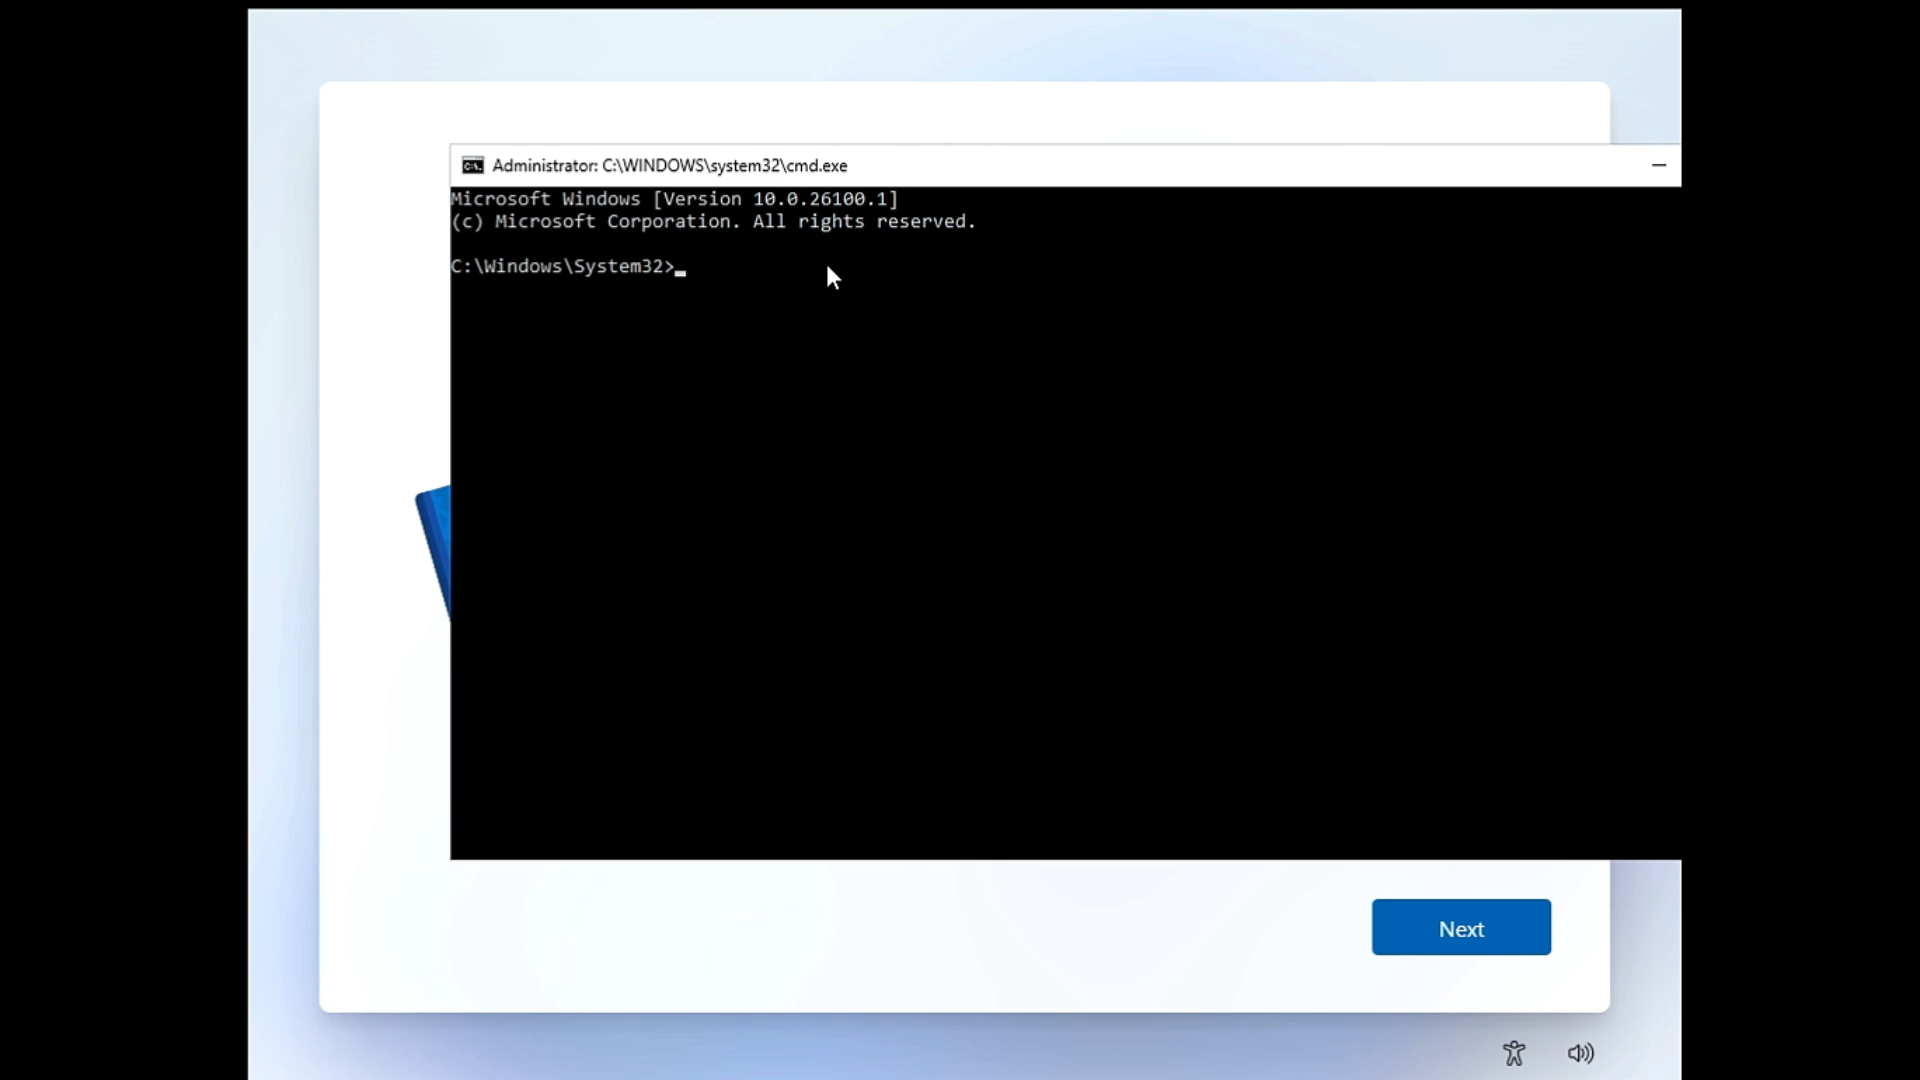 Administrator: C:\WINDOWS\system32\cmd.exe
Microsoft Windows [Version 10.0.26100.1]
(c) Microsoft Corporation. All rights reserved.
C:\Windows\System32>
Next